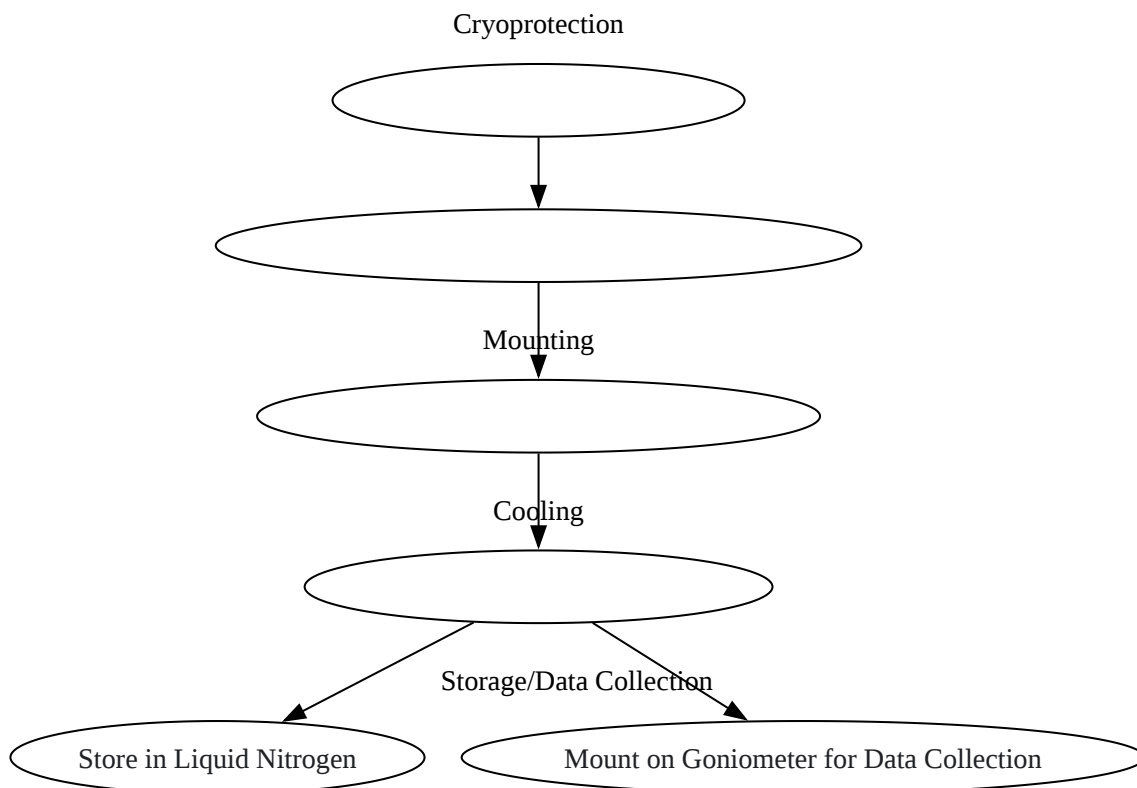 Cryoprotection
Mounting
Cooling
Storage/Data Collection
Store in Liquid Nitrogen
Mount on Goniometer for Data Collection